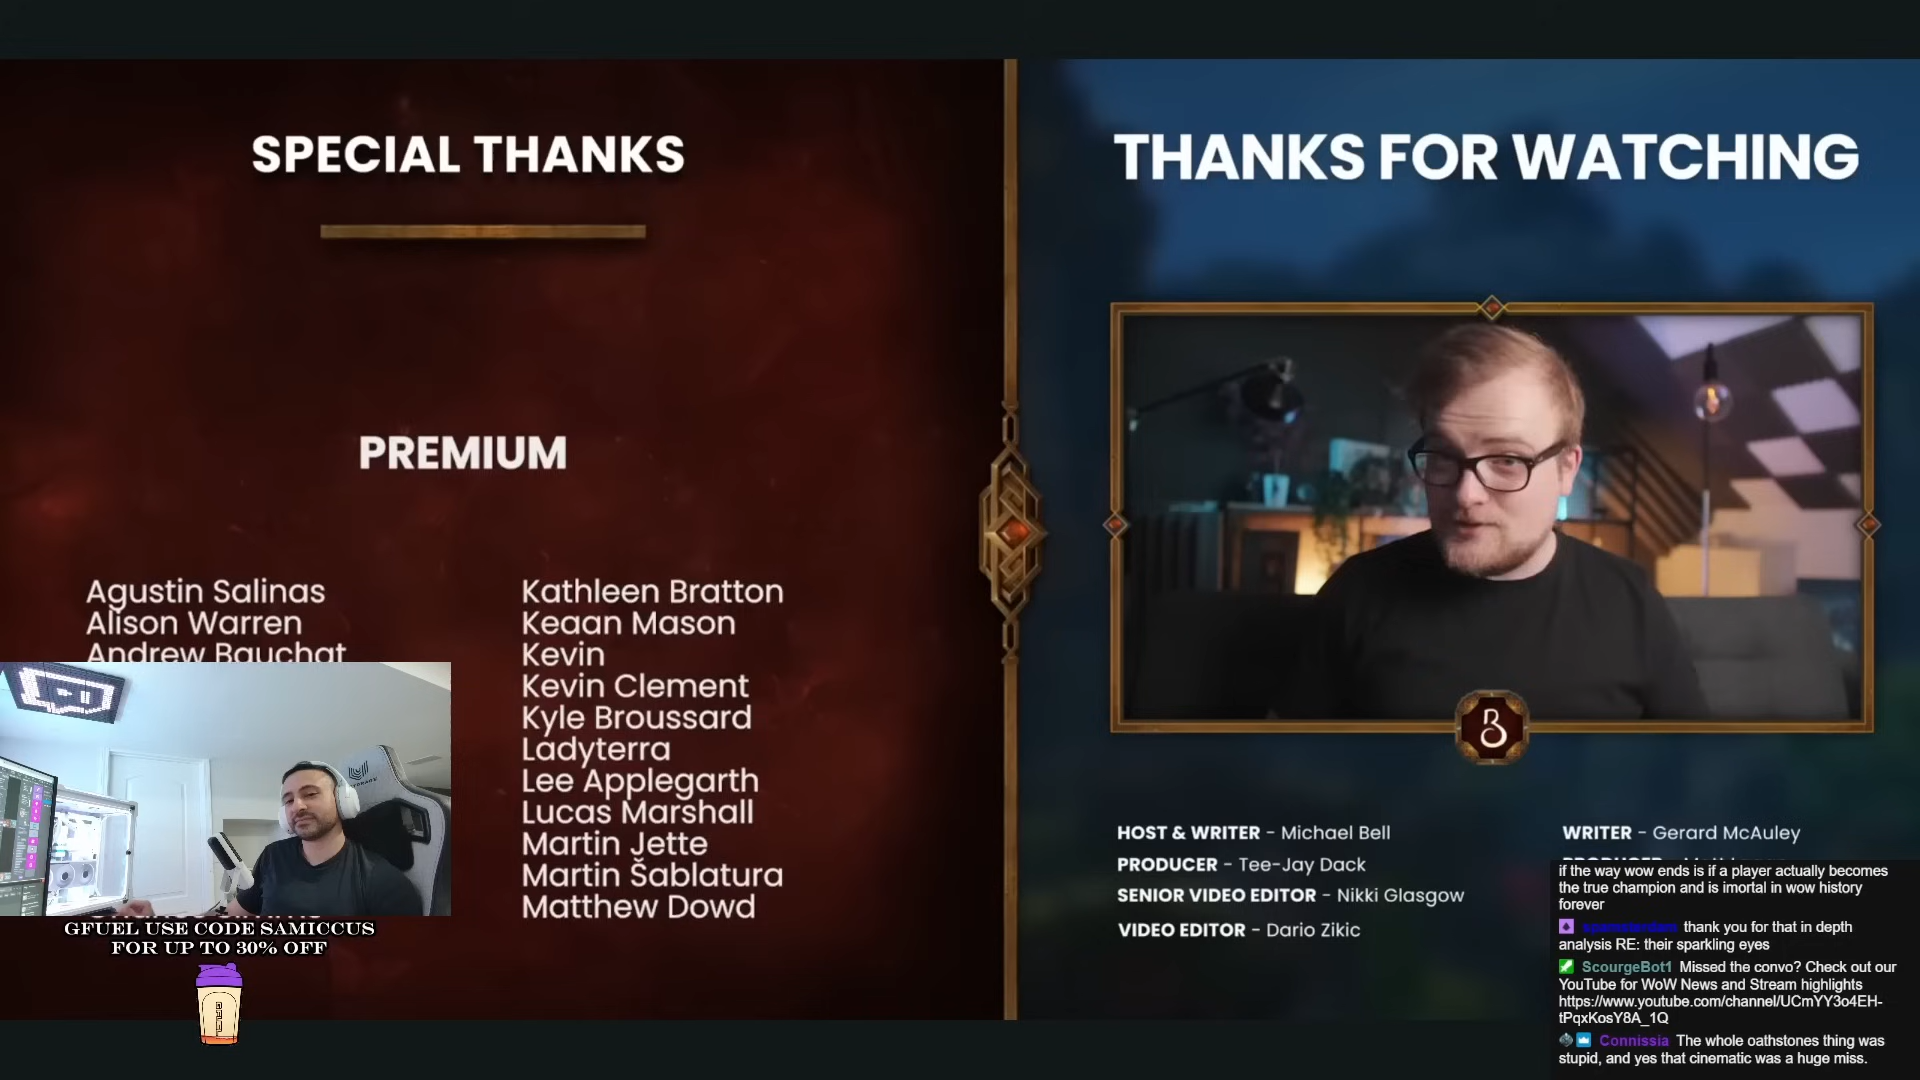 SPECIAL THANKS
PREMIUM
Agustin Salinas
Alison Warren
Andrew Bauchat
Kathleen Bratton
Keaan Mason
Kevin
Kevin Clement
Kyle Broussard
Ladyterra
Lee Applegarth
Lucas Marshall
Martin Jette
Martin Šablatura
Matthew Dowd
GFUEL USE CODE SAMICCUS
FOR UP TO 30% OFF
THANKS FOR WATCHING
B
HOST & WRITER - Michael Bell
PRODUCER - Tee-Jay Dack
SENIOR VIDEO EDITOR - Nikki Glasgow
VIDEO EDITOR - Dario Zikic
WRITER - Gerard McAuley
if the way wow ends is if a player actually becomes
the true champion and is imortal in wow history
forever
thank you for that in depth
analysis RE: their sparkling eyes
ScourgeBot1 Missed the convo? Check out our
YouTube for WoW News and Stream highlights
https://www.youtube.com/channel/UCmYY3o4EH-
tPqxKosY8A_1Q
Connissia The whole oathstones thing was
stupid, and yes that cinematic was a huge miss.